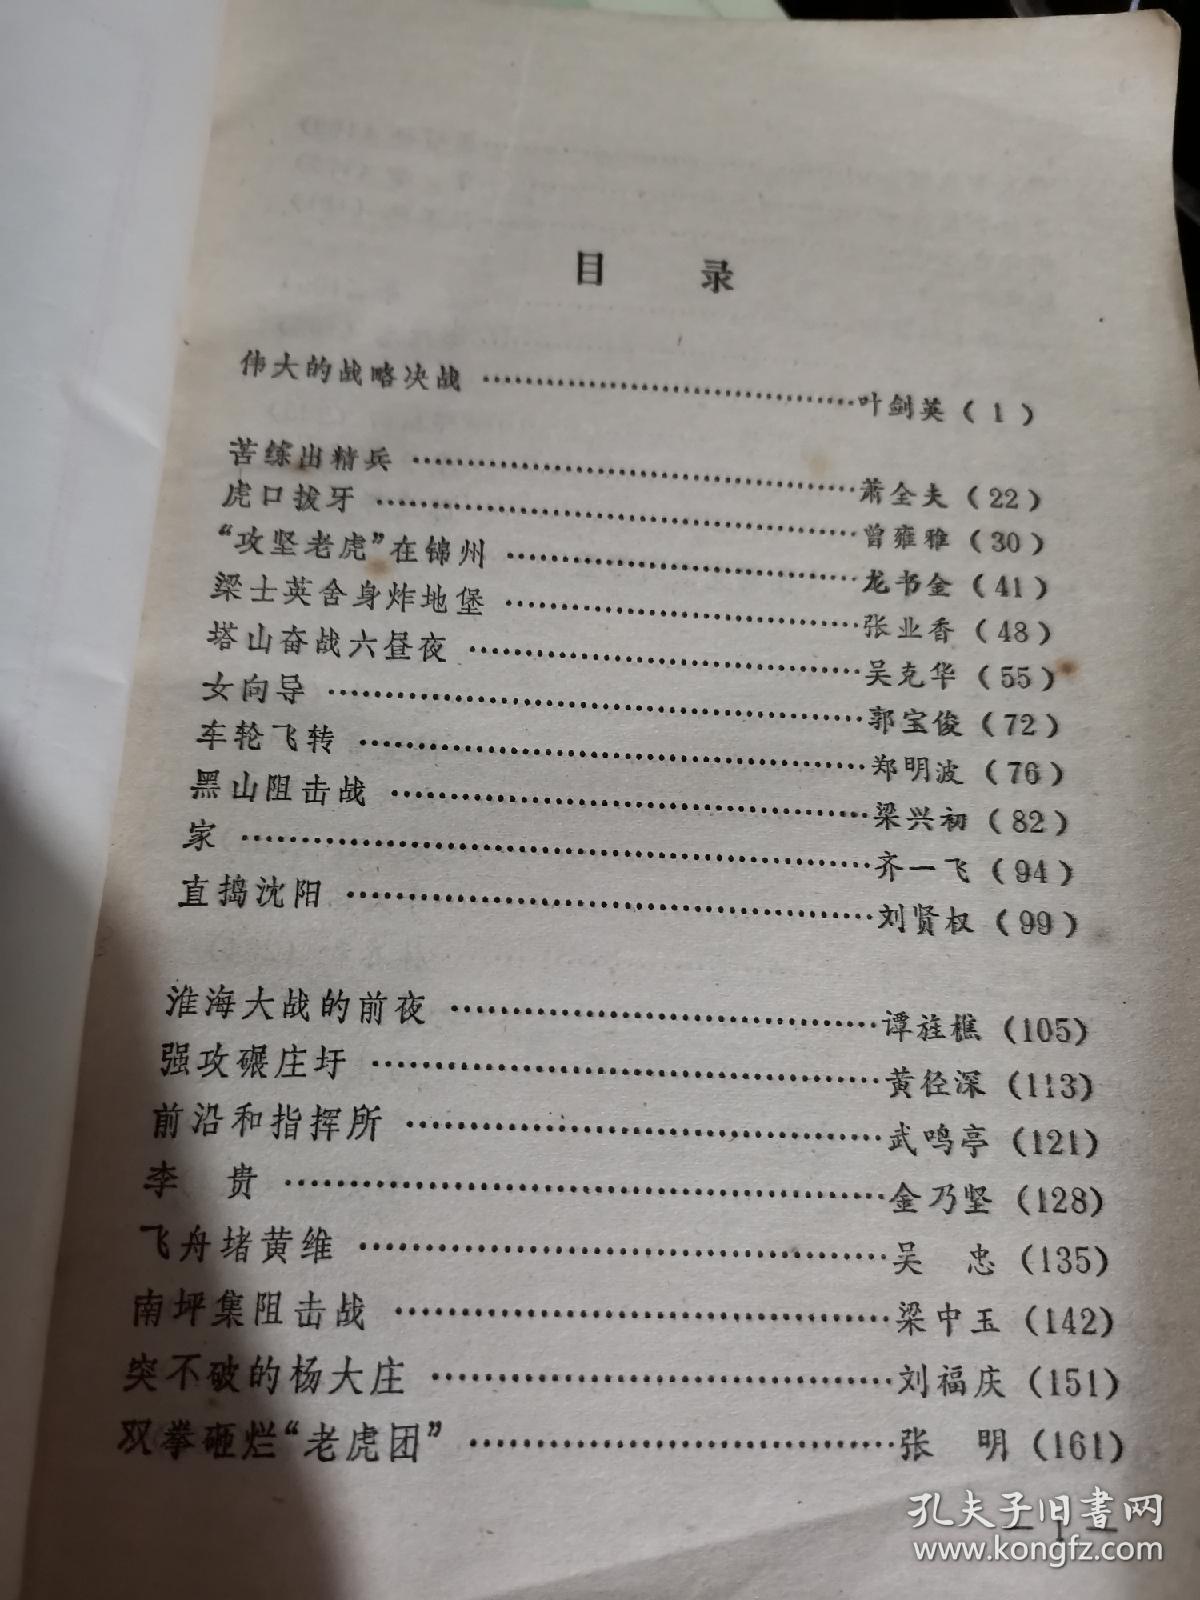 目 录
伟大的战略决战……………………………………叶剑英（1）
苦练出精兵……………………………………萧全夫（22）
虎口拔牙……………………………………曾雍雅（30）
“攻坚老虎”在锦州……………………………………龙书金（41）
梁士英舍身炸地堡……………………………………张业香（48）
塔山奋战六昼夜……………………………………吴克华（55）
女向导……………………………………郭宝俊（72）
车轮飞转……………………………………郑明波（76）
黑山阻击战……………………………………梁兴初（82）
家……………………………………齐一飞（94）
直捣沈阳……………………………………刘贤权（99）
淮海大战的前夜……………………………………谭旌樵（105）
强攻碾庄圩……………………………………黄径深（113）
前沿和指挥所……………………………………武鸣亭（121）
李 贵……………………………………金乃坚（128）
飞舟堵黄维……………………………………吴 忠（135）
南坪集阻击战……………………………………梁中玉（142）
突不破的杨大庄……………………………………刘福庆（151）
双拳砸烂“老虎团”……………………………………张 明（161）
— 1 —
孔夫子旧書网
www.kongfz.com